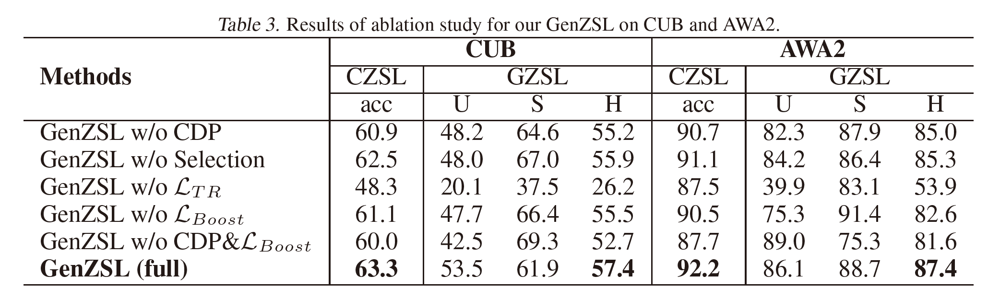 Table 3. Results of ablation study for our GenZSL on CUB and AWA2.
Methods CUB AWA2
CZSL GZSL CZSL GZSL
acc U S H acc U S H
GenZSL w/o CDP 60.9 48.2 64.6 55.2 90.7 82.3 87.9 85.0
GenZSL w/o Selection 62.5 48.0 67.0 55.9 91.1 84.2 86.4 85.3
GenZSL w/o ℒ_TR 48.3 20.1 37.5 26.2 87.5 39.9 83.1 53.9
GenZSL w/o ℒ_Boost 61.1 47.7 66.4 55.5 90.5 75.3 91.4 82.6
GenZSL w/o CDP&ℒ_Boost 60.0 42.5 69.3 52.7 87.7 89.0 75.3 81.6
GenZSL (full) 63.3 53.5 61.9 57.4 92.2 86.1 88.7 87.4